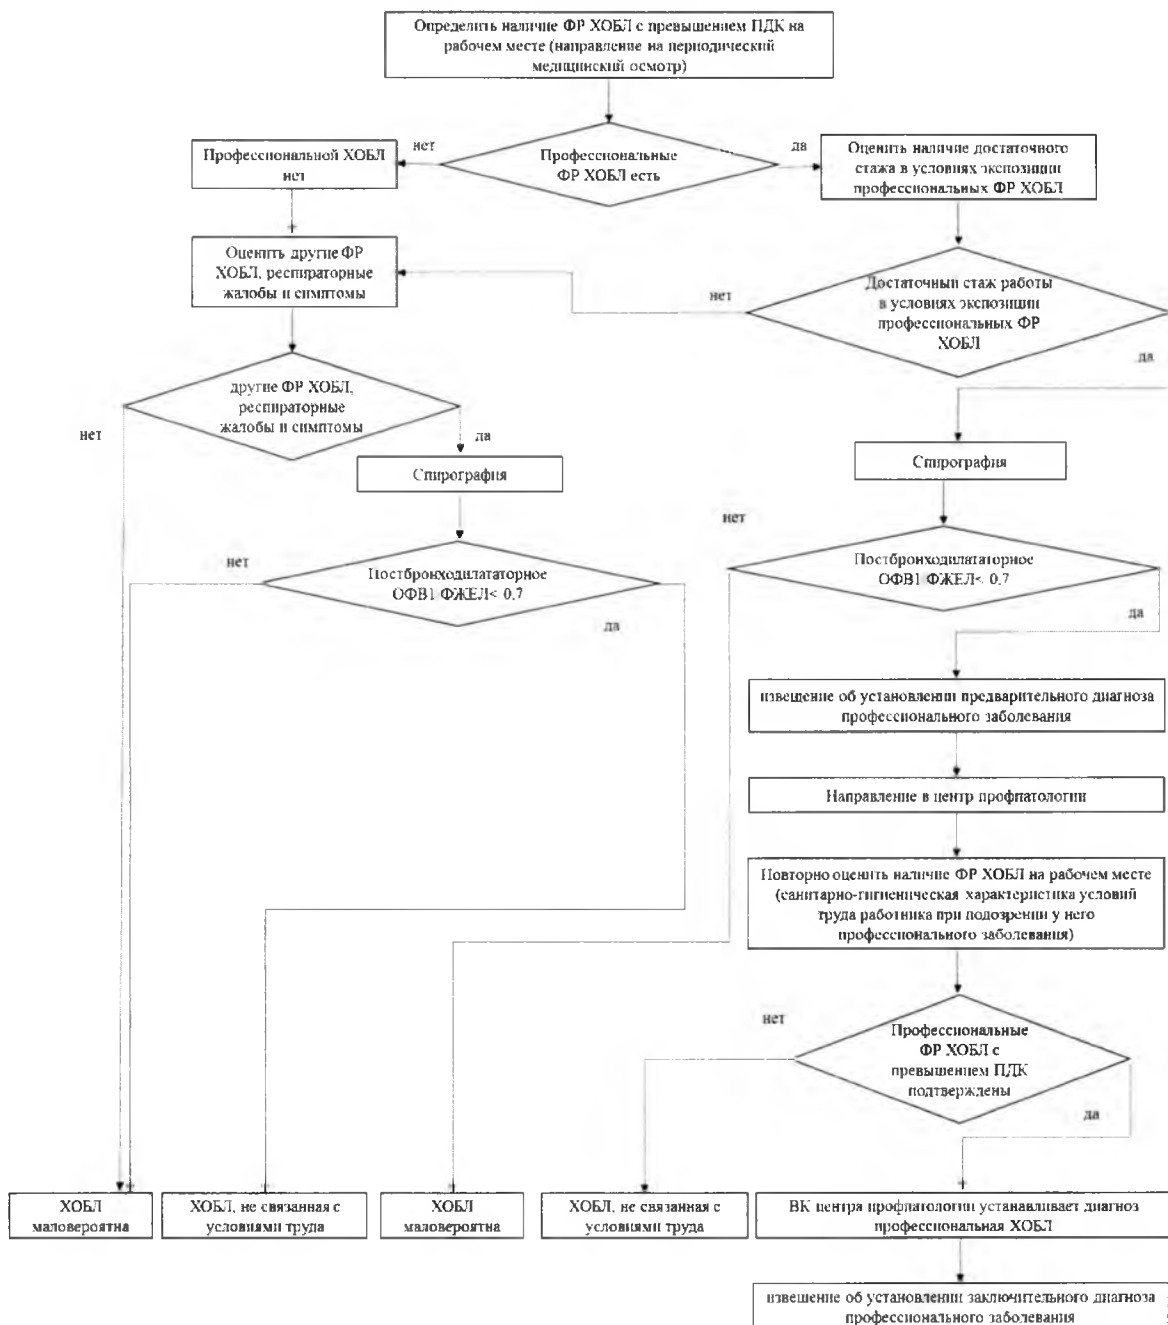 Определить наличие ФР ХОБЛ с превышением ПДК на
рабочем месте (направление на периодический
медицинский осмотр)
нет
Профессиональные
ФР ХОБЛ есть
да
Профессиональной ХОБЛ
нет
Оценить наличие достаточного
стажа в условиях экспозиции
профессиональных ФР ХОБЛ
Оценить другие ФР
ХОБЛ, респираторные
жалобы и симптомы
нет
Достаточный стаж работы
в условиях экспозиции
профессиональных ФР
ХОБЛ
да
другие ФР ХОБЛ,
респираторные
жалобы и симптомы
нет
да
Спирография
Спирография
нет
Постбронходилататорное
ОФВ1 ФЖЕЛ< 0,7
да
нет
Постбронходилататорное
ОФВ1 ФЖЕЛ< 0,7
да
извещение об установлении предварительного диагноза
профессионального заболевания
Направление в центр профпатологии
Повторно оценить наличие ФР ХОБЛ на рабочем месте
(санитарно-гигиеническая характеристика условий
труда работника при подозрении у него
профессионального заболевания)
нет
Профессиональные
ФР ХОБЛ с
превышением ПДК
подтверждены
да
ХОБЛ
маловероятна
ХОБЛ, не связанная с
условиями труда
ХОБЛ
маловероятна
ХОБЛ, не связанная с
условиями труда
ВК центра профпатологии устанавливает диагноз
профессиональная ХОБЛ
извещение об установлении заключительного диагноза
профессионального заболевания